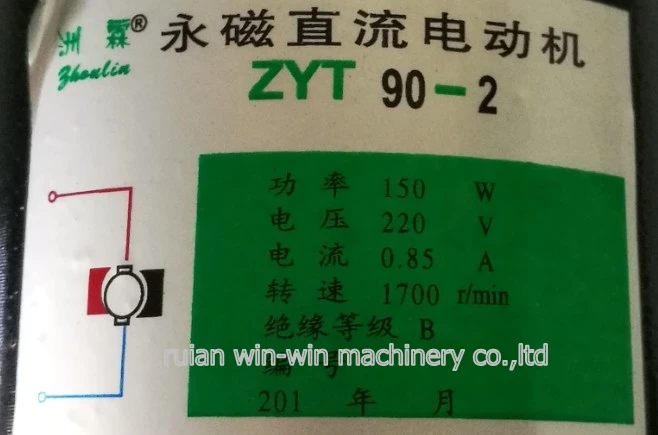 洲霖® 永磁直流电动机
Zhoulin
ZYT 90-2
功率 150 W
电压 220 V
电流 0.85 A
转速 1700 r/min
绝缘等级 B
ruian win-win machinery co.,ltd
编号
201 年 月